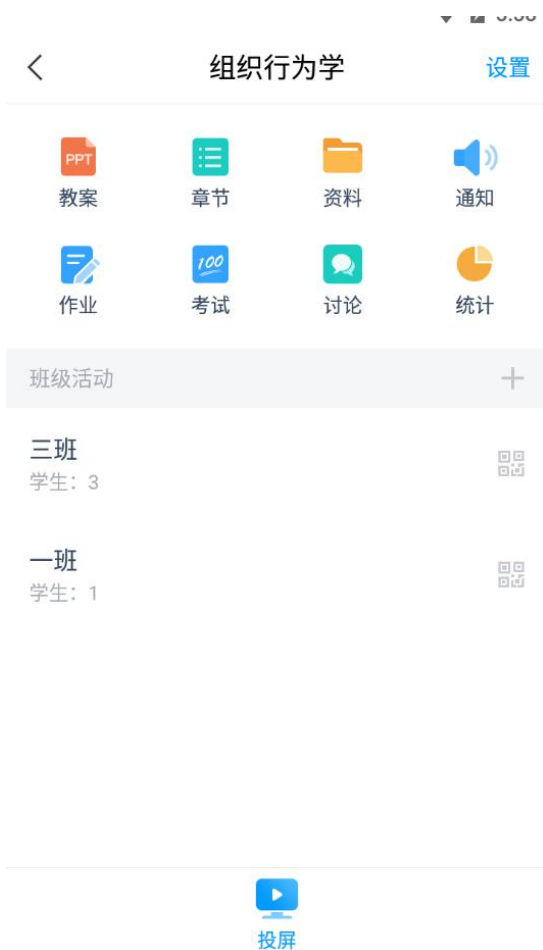 组织行为学 设置
PPT
教案 章节 资料 通知
100
作业 考试 讨论 统计
班级活动
三班
学生：3
一班
学生：1
投屏